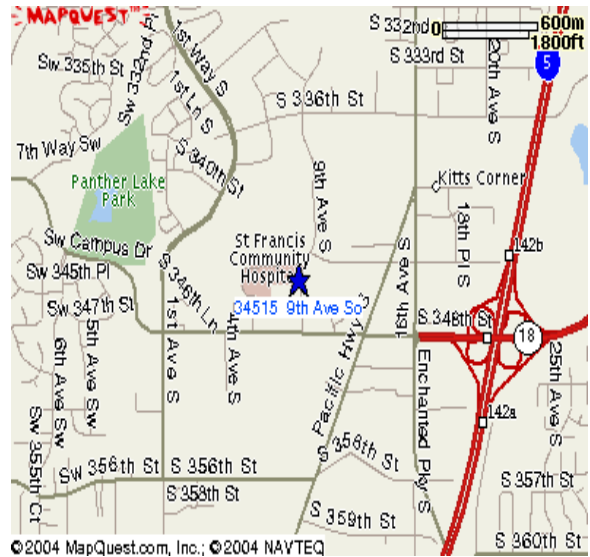 MAPQUEST
S 332nd
0 600m
1800ft
S 333rd St
20th Ave S
5
Sw 335th St
Sw 332nd Pl
1st Way S
1st Ln S
S 336th St
7th Way Sw
S 340th St
9th Ave S
Kitts Corner
Panther Lake
Park
18th Pl S
16th Ave S
142b
Sw Campus Dr
St Francis
Community
Hospital
Sw 345th Pl
S 346th Ln
34515 9th Ave So
Sw 347th St
S 348th St
18
1st Ave S
4th Ave S
5th Ave Sw
6th Ave Sw
Pacific Hwy S
Enchanted Pky S
25th Ave S
142a
Sw 355th Ct
S 356th St
Sw 356th St
S 356th St
S 357th St
S 358th St
S 359th St
S 360th St
©2004 MapQuest.com, Inc.; ©2004 NAVTEQ